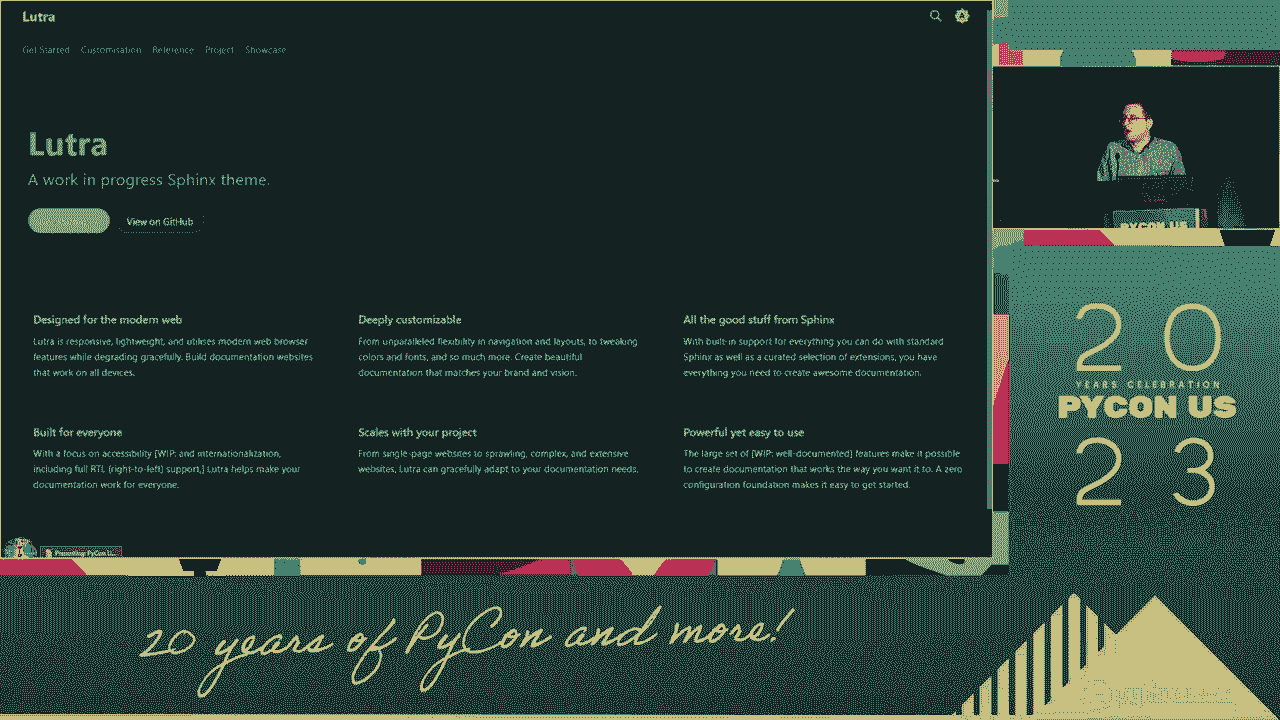 Lutra
Get Started Customisation Reference Project Showcase
Lutra
A work in progress Sphinx theme.
View on GitHub
Designed for the modern web
Lutra is responsive, lightweight, and utilises modern web browser
features while degrading gracefully. Build documentation websites
that work on all devices.
Deeply customizable
From unparalleled flexibility in navigation and layouts, to tweaking
colors and fonts, and so much more. Create beautiful
documentation that matches your brand and vision.
All the good stuff from Sphinx
With built-in support for everything you can do with standard
Sphinx as well as a curated selection of extensions, you have
everything you need to create awesome documentation.
Built for everyone
With a focus on accessibility [WIP: and internationalization,
including full RTL (right-to-left) support,] Lutra helps make your
documentation work for everyone.
Scales with your project
From single-page websites to sprawling, complex, and extensive
websites, Lutra can gracefully adapt to your documentation needs.
Powerful yet easy to use
The large set of [WIP: well-documented] features make it possible
to create documentation that works the way you want it to. A zero
configuration foundation makes it easy to get started.
Presenting: PyCon U...
PYCON US
20
YEARS CELEBRATION
PYCON US
23
20 years of PyCon and more!